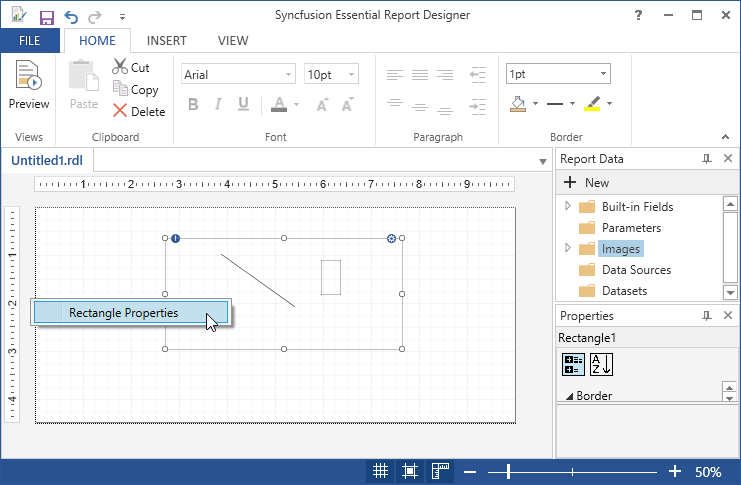 Syncfusion Essential Report Designer
?
FILE HOME INSERT VIEW
Preview
Views
Paste
Cut
Copy
Delete
Clipboard
Arial 10pt
B I U A A A
Font
Paragraph
1pt
Border
Untitled1.rdl
1 2 3 4 5 6 7 8 9
1
2
3
4
Rectangle Properties
Report Data
New
Built-in Fields
Parameters
Images
Data Sources
Datasets
Properties
Rectangle1
A
Z
Border
50%